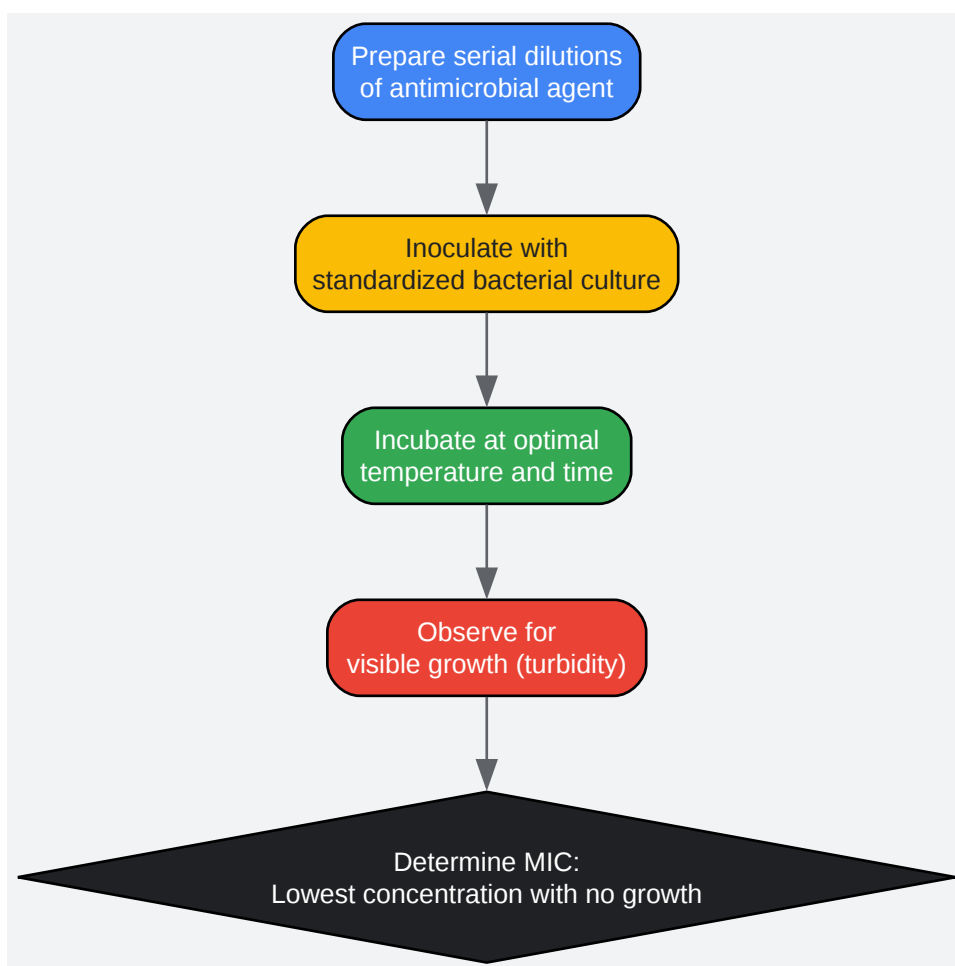 Prepare serial dilutions
of antimicrobial agent
Inoculate with
standardized bacterial culture
Incubate at optimal
temperature and time
Observe for
visible growth (turbidity)
Determine MIC:
Lowest concentration with no growth